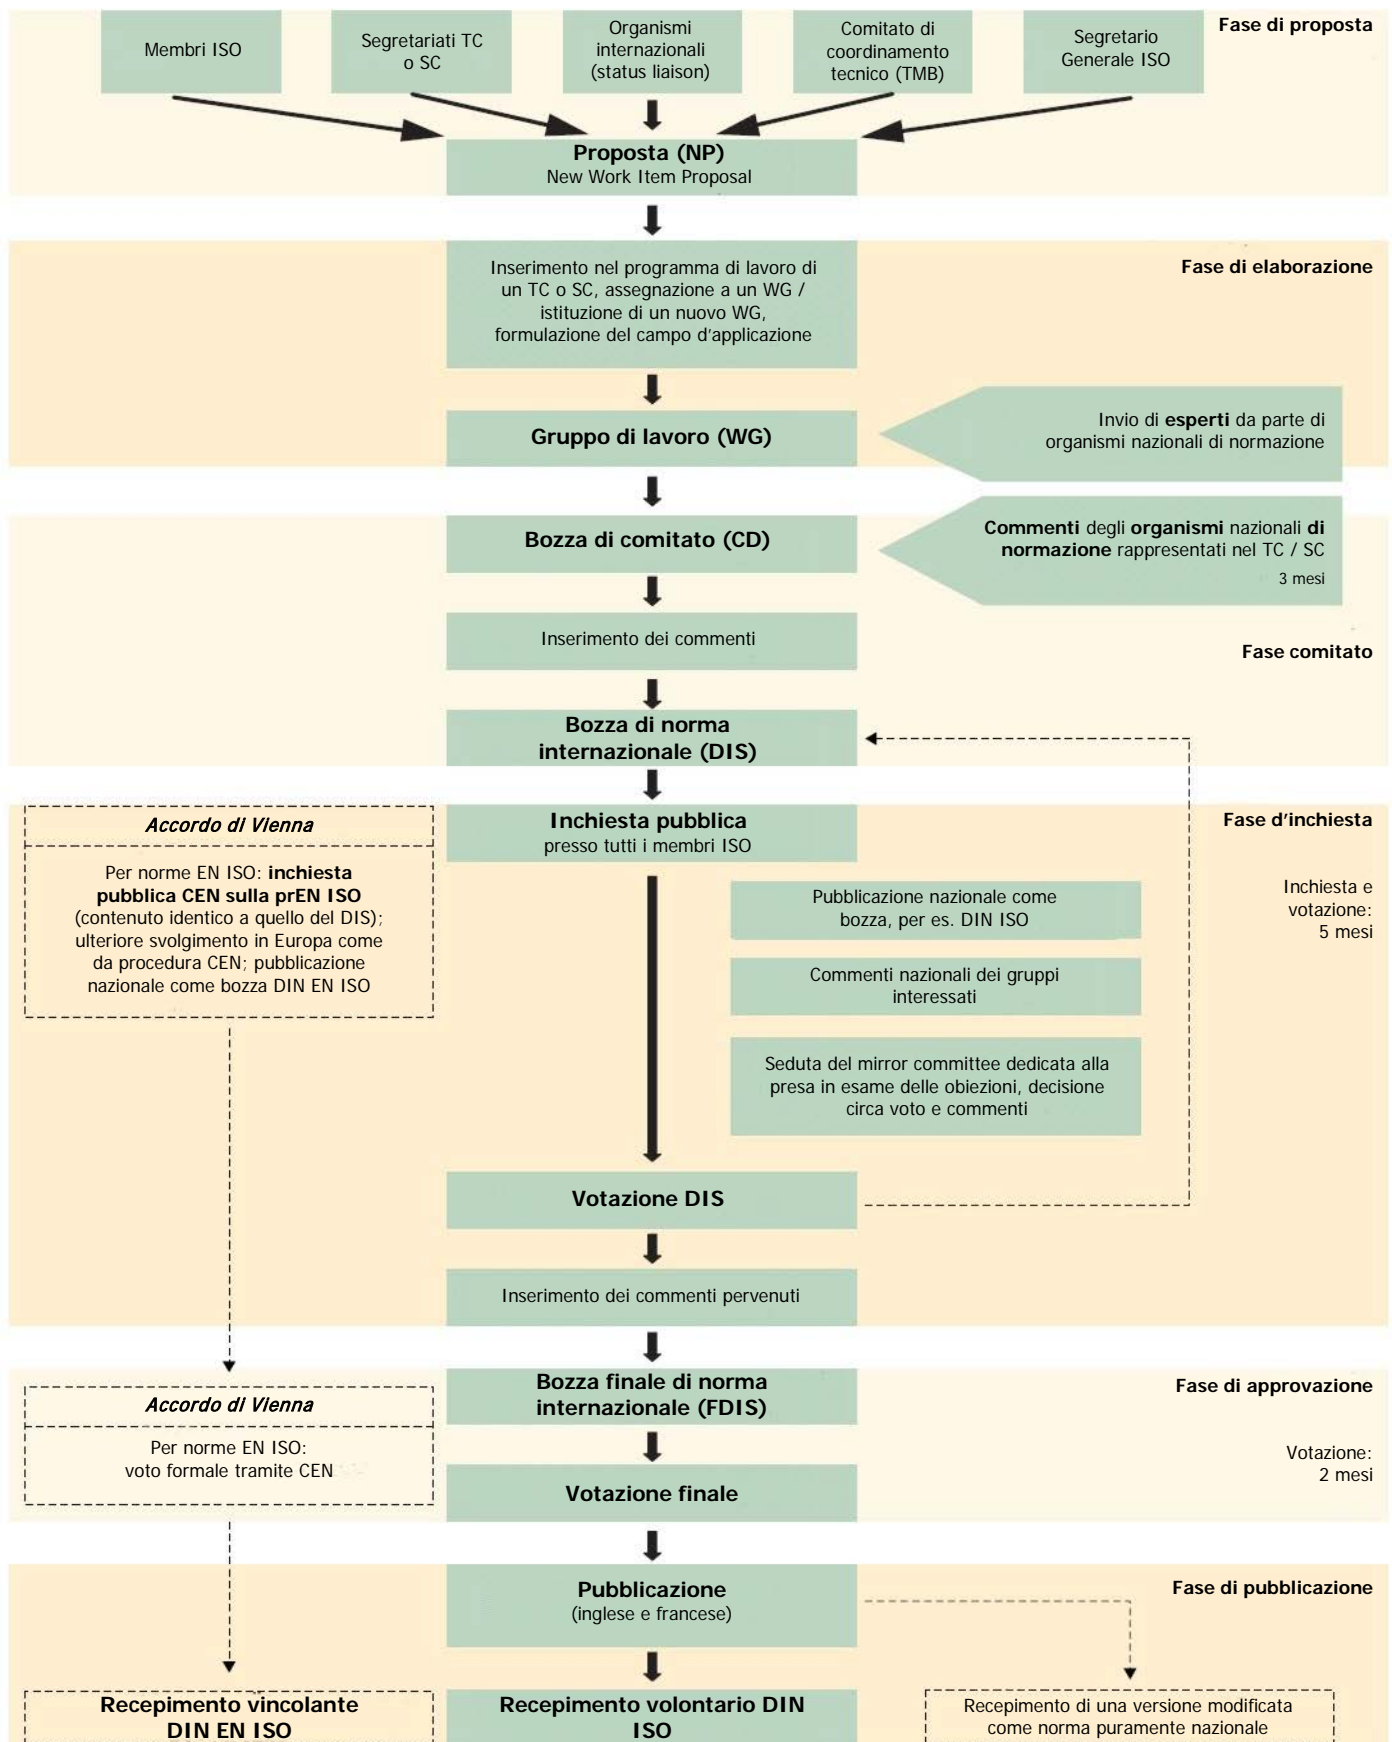 Fase di proposta
Membri ISO
Segretariati TC
o SC
Organismi
internazionali
(status liaison)
Comitato di
coordinamento
tecnico (TMB)
Segretario
Generale ISO
Proposta (NP)
New Work Item Proposal
Fase di elaborazione
Inserimento nel programma di lavoro di
un TC o SC, assegnazione a un WG /
istituzione di un nuovo WG,
formulazione del campo d'applicazione
Gruppo di lavoro (WG)
Invio di esperti da parte di
organismi nazionali di normazione
Bozza di comitato (CD)
Commenti degli organismi nazionali di
normazione rappresentati nel TC / SC
3 mesi
Inserimento dei commenti
Fase comitato
Bozza di norma
internazionale (DIS)
Accordo di Vienna
Per norme EN ISO: inchiesta
pubblica CEN sulla prEN ISO
(contenuto identico a quello del DIS);
ulteriore svolgimento in Europa come
da procedura CEN; pubblicazione
nazionale come bozza DIN EN ISO
Inchiesta pubblica
presso tutti i membri ISO
Fase d'inchiesta
Inchiesta e
votazione:
5 mesi
Pubblicazione nazionale come
bozza, per es. DIN ISO
Commenti nazionali dei gruppi
interessati
Seduta del mirror committee dedicata alla
presa in esame delle obiezioni, decisione
circa voto e commenti
Votazione DIS
Inserimento dei commenti pervenuti
Accordo di Vienna
Per norme EN ISO:
voto formale tramite CEN
Bozza finale di norma
internazionale (FDIS)
Fase di approvazione
Votazione:
2 mesi
Votazione finale
Pubblicazione
(inglese e francese)
Fase di pubblicazione
Recepimento vincolante
DIN EN ISO
Recepimento volontario DIN
ISO
Recepimento di una versione modificata
come norma puramente nazionale